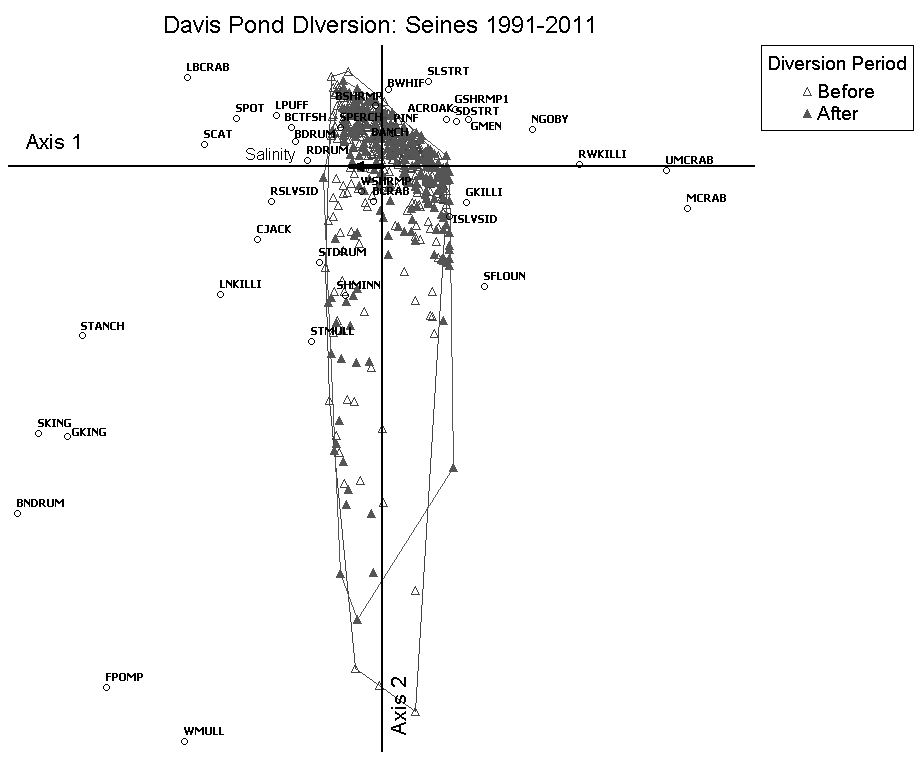 Davis Pond DIversion: Seines 1991-2011
Diversion Period
Before
After
LBCRAB
SLSTRT
BWHIF
BSHRMP
GSHRMP1
SPOT
LPUFF
ACROAK
SDSTRT
BCTFSH
SPERCH
PINF
NGOBY
GMEN
SCAT
BDRUM
BANCH
Axis 1
Salinity
RDRUM
RWKILLI
UMCRAB
WSHRMP
RSLVSID
BCRAB
GKILLI
MCRAB
ISLVSID
CJACK
STDRUM
SFLOUN
LNKILLI
SHMINN
STANCH
STMULL
SKING
GKING
BNDRUM
FPOMP
Axis 2
WMULL